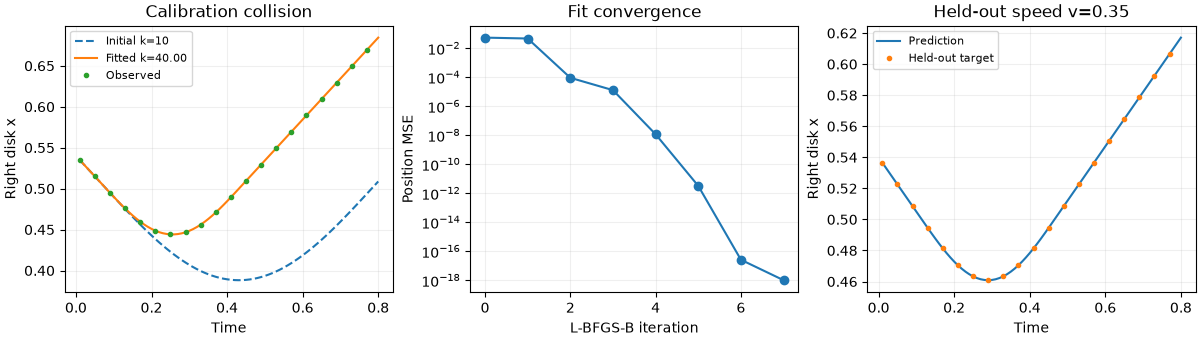 Calibration collision
Initial k=10
Fitted k=40.00
Observed
0.65
0.60
0.55
0.50
0.45
0.40
Right disk x
0.0 0.2 0.4 0.6 0.8
Time
Fit convergence
10⁻²
10⁻⁴
10⁻⁶
10⁻⁸
10⁻¹⁰
10⁻¹²
10⁻¹⁴
10⁻¹⁶
10⁻¹⁸
Position MSE
0 2 4 6
L-BFGS-B iteration
Held-out speed v=0.35
Prediction
Held-out target
0.62
0.60
0.58
0.56
0.54
0.52
0.50
0.48
0.46
Right disk x
0.0 0.2 0.4 0.6 0.8
Time